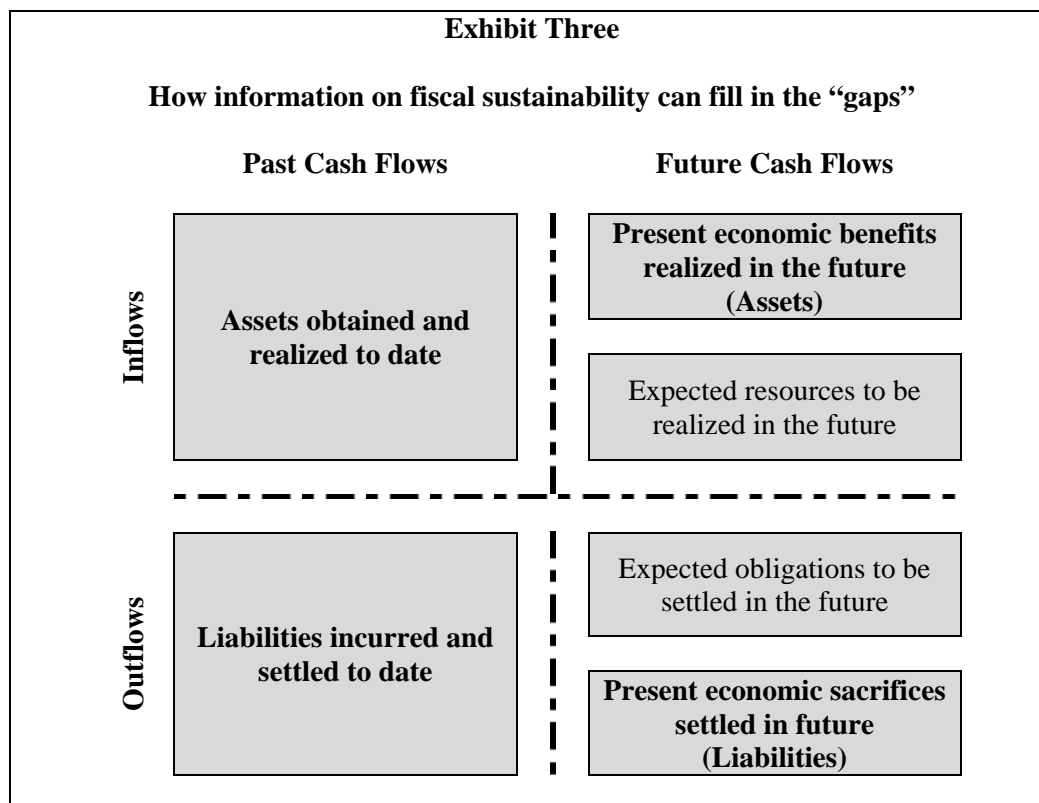 Exhibit Three
How information on fiscal sustainability can fill in the “gaps”
Past Cash Flows
Future Cash Flows
Inflows
Assets obtained and
realized to date
Present economic benefits
realized in the future
(Assets)
Expected resources to be
realized in the future
Outflows
Liabilities incurred and
settled to date
Expected obligations to be
settled in the future
Present economic sacrifices
settled in future
(Liabilities)